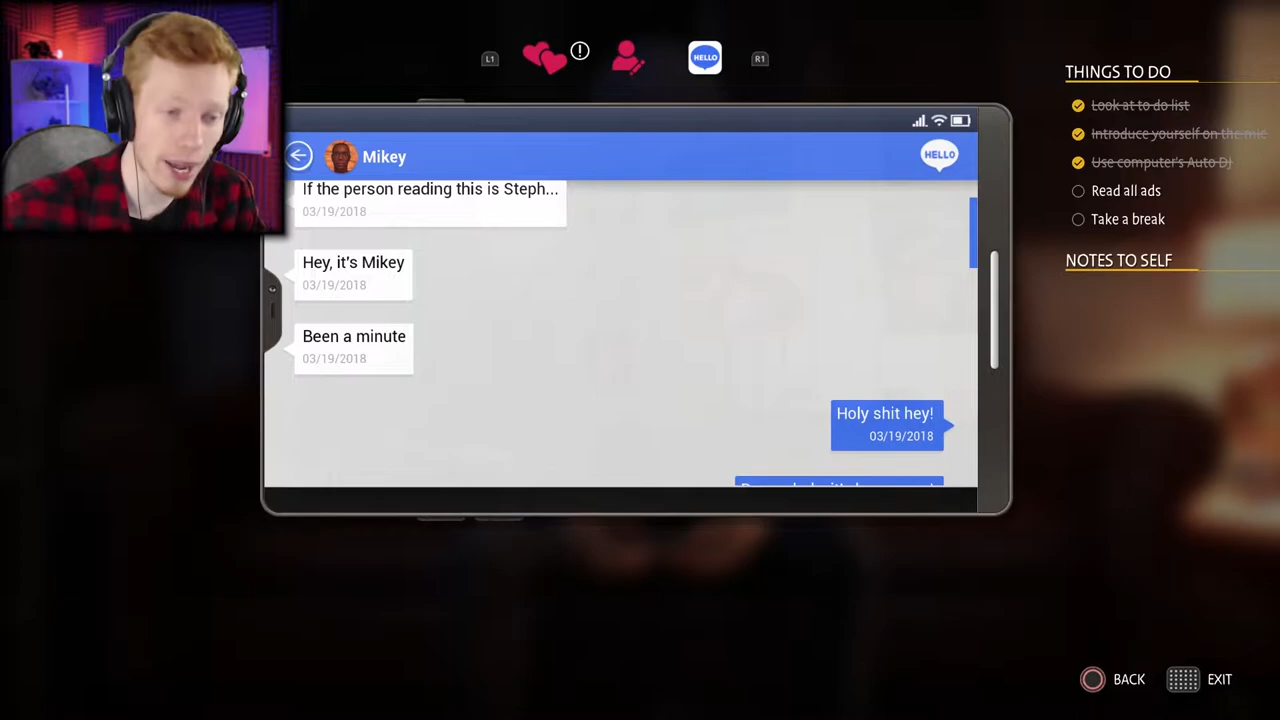 L1
HELLO
R1
THINGS TO DO
Look at to do list
Introduce yourself on the mic
Use computer's Auto DJ
Read all ads
Take a break
NOTES TO SELF
Mikey
HELLO
If the person reading this is Steph...
03/19/2018
Hey, it's Mikey
03/19/2018
Been a minute
03/19/2018
Holy shit hey!
03/19/2018
BACK
EXIT